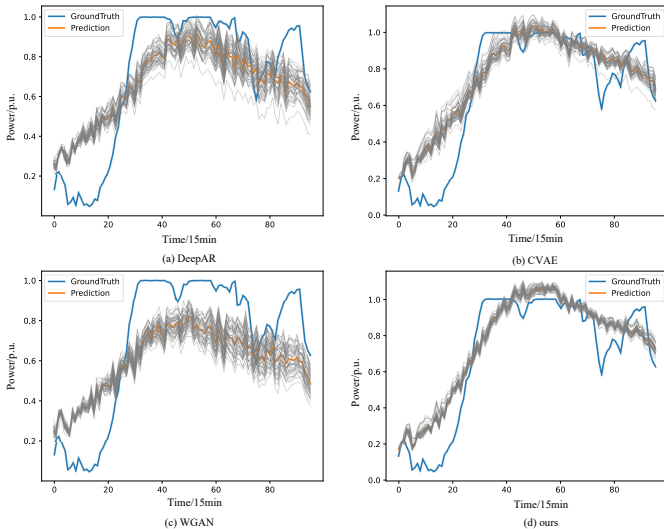 GroundTruth
Prediction
1.0
0.8
0.6
0.4
0.2
Power/p.u.
0
20
40
60
80
Time/15min
(a) DeepAR
GroundTruth
Prediction
1.0
0.8
0.6
0.4
0.2
0.0
Power/p.u.
0
20
40
60
80
Time/15min
(b) CVAE
GroundTruth
Prediction
1.0
0.8
0.6
0.4
0.2
Power/p.u.
0
20
40
60
80
Time/15min
(c) WGAN
GroundTruth
Prediction
1.0
0.8
0.6
0.4
0.2
0.0
Power/p.u.
0
20
40
60
80
Time/15min
(d) ours